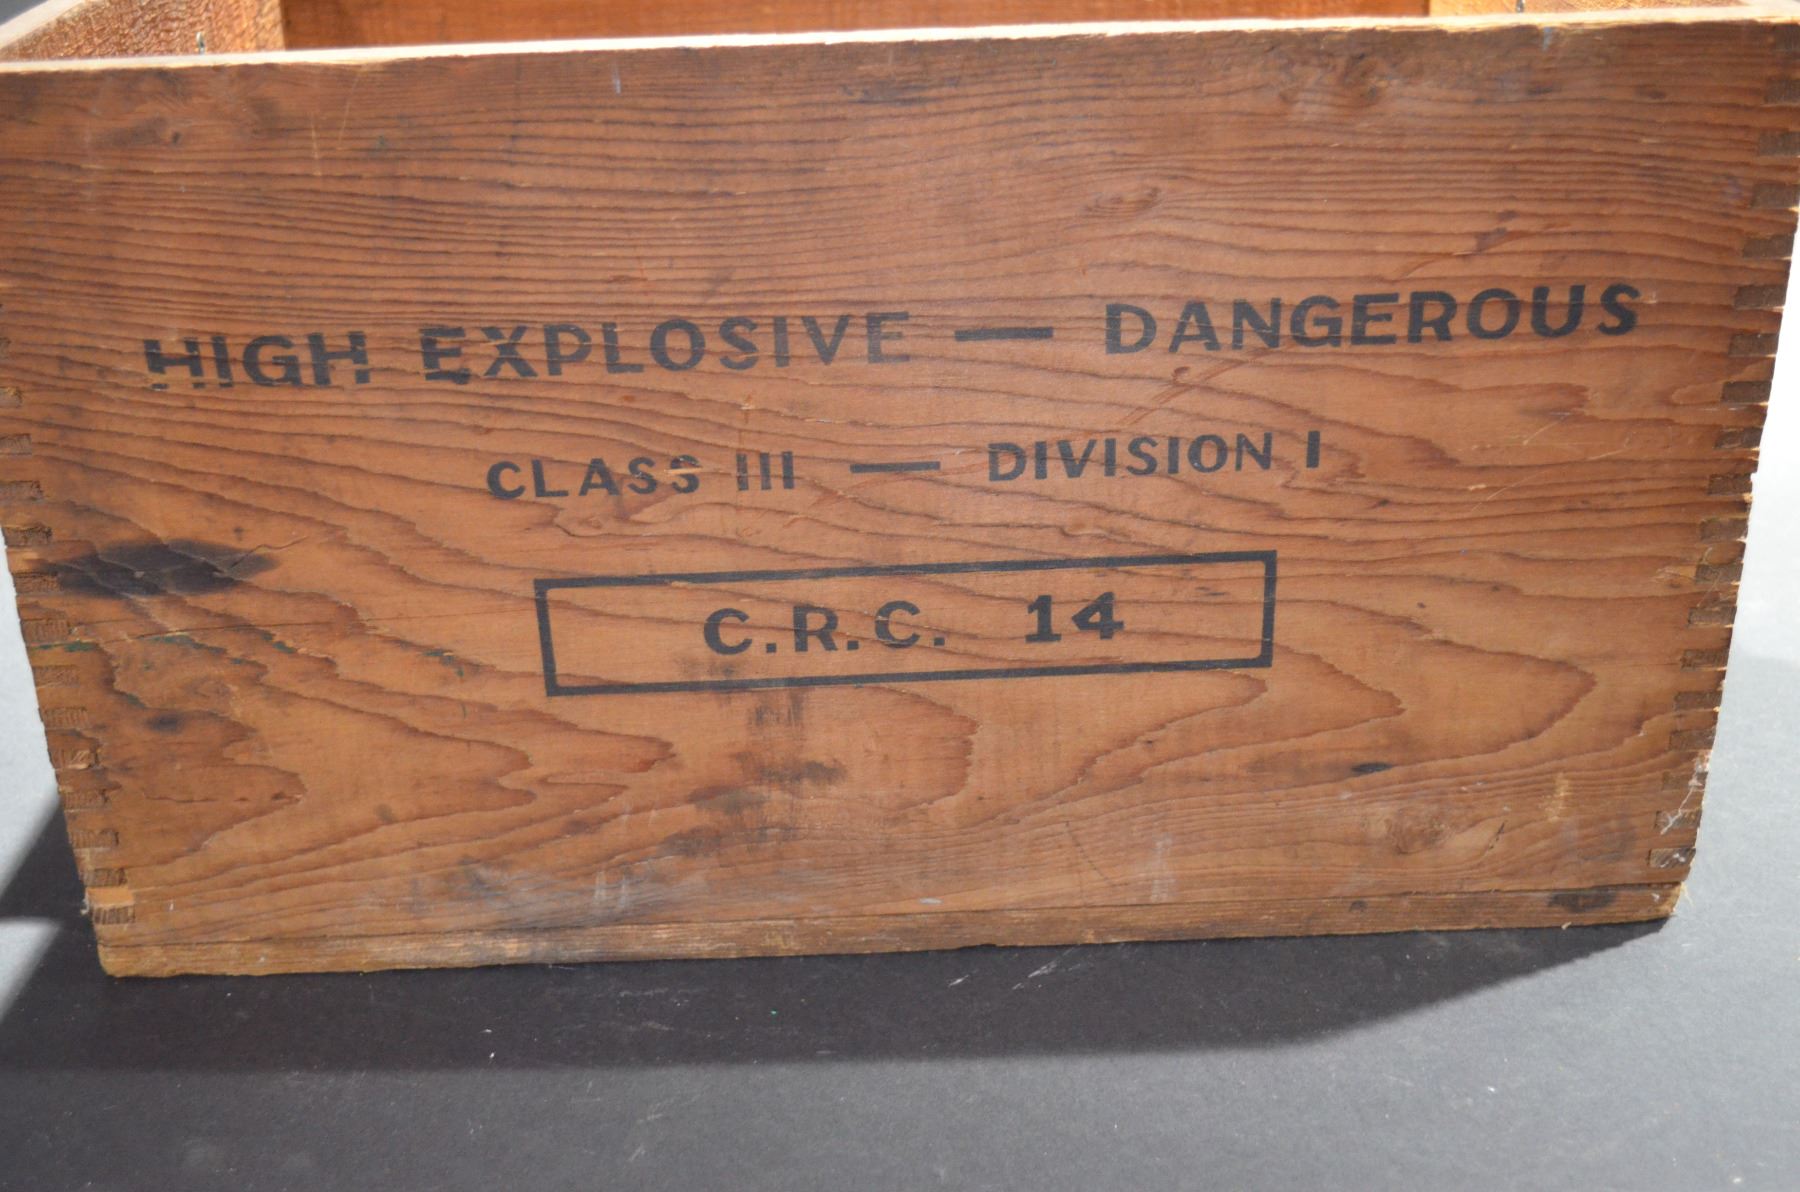 HIGH EXPLOSIVE — DANGEROUS
CLASS III — DIVISION I
C.R.C. 14